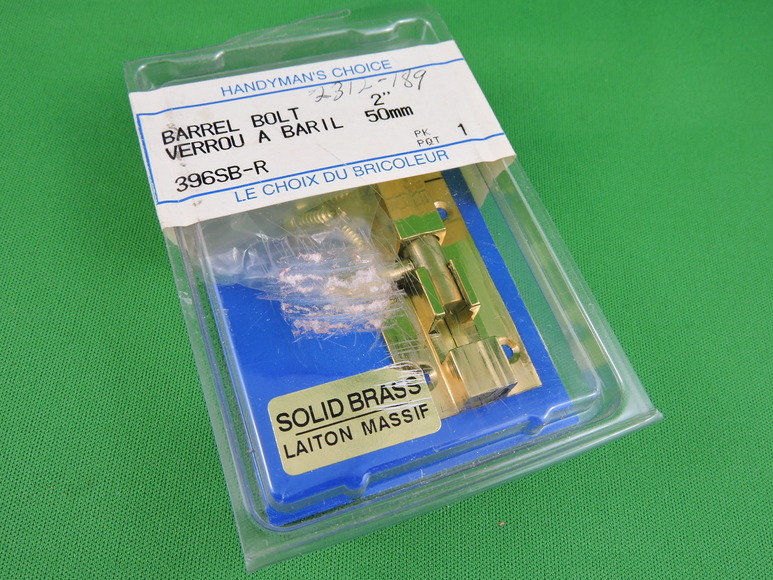 HANDYMAN'S CHOICE
2312-189
BARREL BOLT 2"
VERROU A BARIL 50mm
396SB-R
PK
PQT 1
LE CHOIX DU BRICOLEUR
SOLID BRASS
LAITON MASSIF